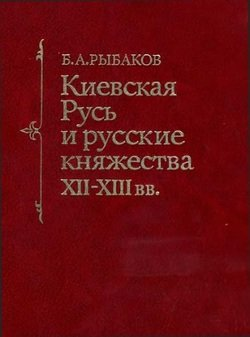 Б.А.РЫБАКОВ
Киевская
Русь
и русские
княжества
XII-XIII вв.